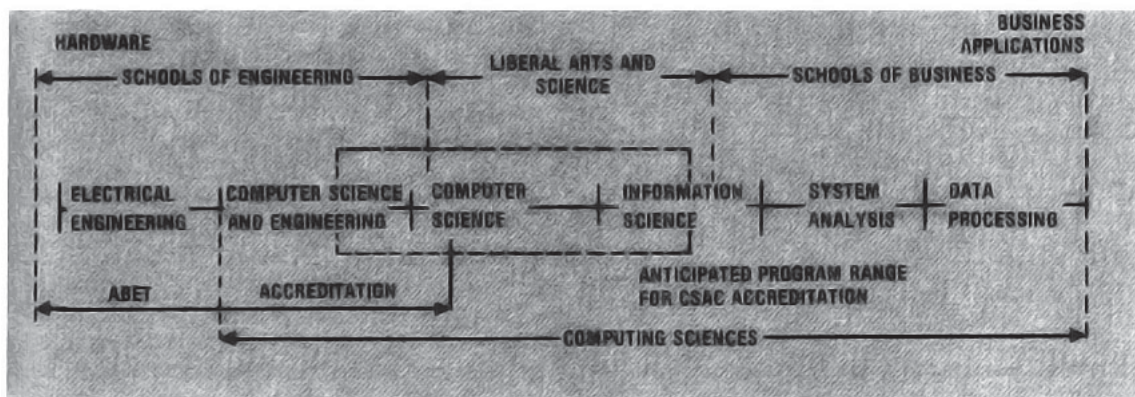 HARDWARE
BUSINESS
APPLICATIONS
SCHOOLS OF ENGINEERING
LIBERAL ARTS AND
SCIENCE
SCHOOLS OF BUSINESS
ELECTRICAL
ENGINEERING
COMPUTER SCIENCE
AND ENGINEERING
COMPUTER
SCIENCE
INFORMATION
SCIENCE
SYSTEM
ANALYSIS
DATA
PROCESSING
ABET
ACCREDITATION
ANTICIPATED PROGRAM RANGE
FOR CSAC ACCREDITATION
COMPUTING SCIENCES